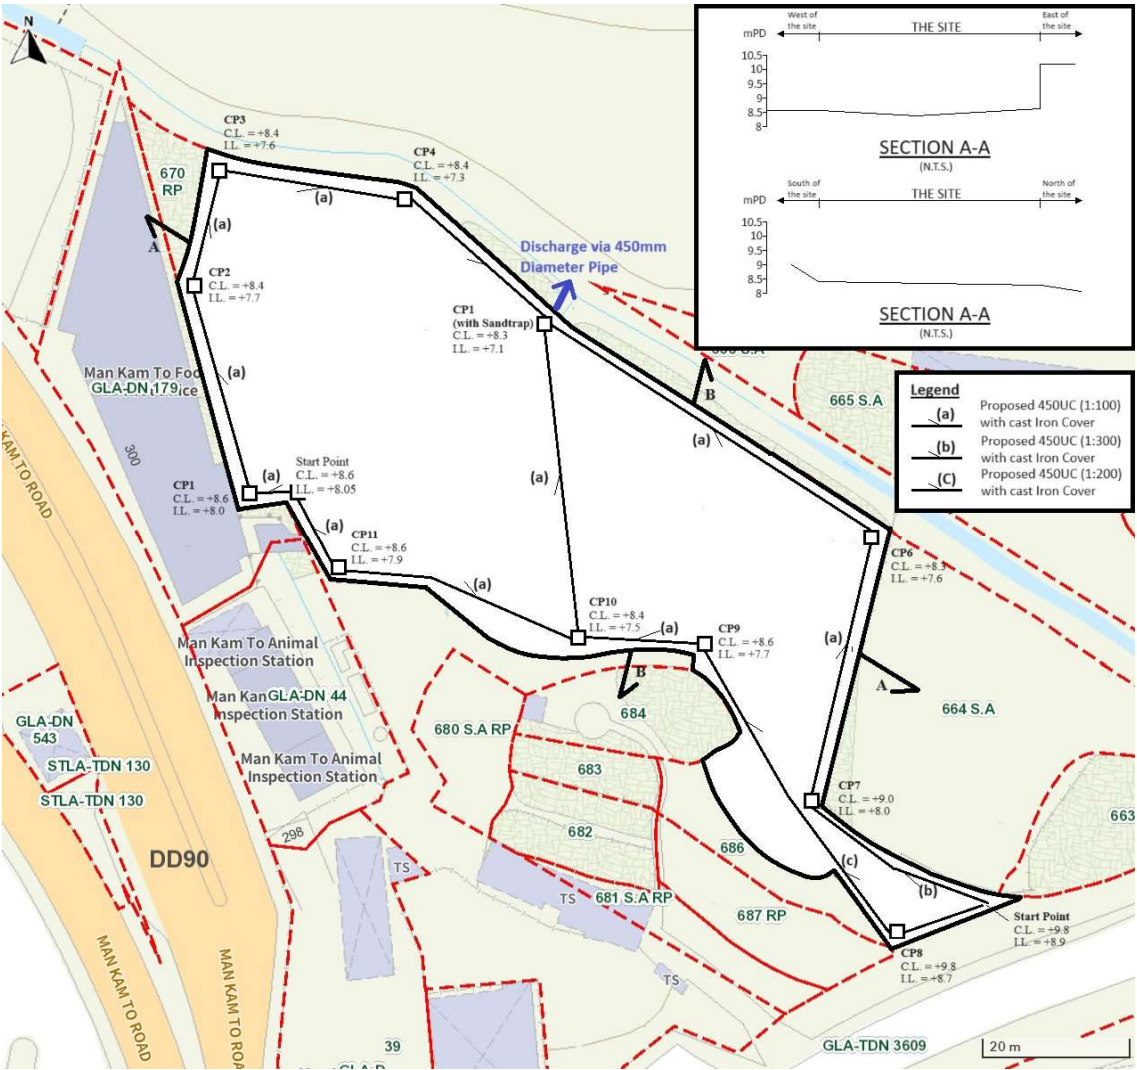 N
West of
the site
THE SITE
East of
the site
mPD
10.5
10
9.5
9
8.5
8
SECTION A-A
(N.T.S.)
South of
the site
THE SITE
North of
the site
mPD
10.5
10
9.5
9
8.5
8
SECTION A-A
(N.T.S.)
Legend
(a)
Proposed 450UC (1:100)
with cast Iron Cover
(b)
Proposed 450UC (1:300)
with cast Iron Cover
(C)
Proposed 450UC (1:200)
with cast Iron Cover
CP3
C.L. = +8.4
I.L. = +7.6
CP4
C.L. = +8.4
I.L. = +7.3
670
RP
(a)
(a)
A
Discharge via 450mm
Diameter Pipe
CP2
C.L. = +8.4
I.L. = +7.7
CP1
(with Sandtrap)
C.L. = +8.3
I.L. = +7.1
Man Kam To Foo
GLA-DN 179
ice
(a)
300
B
665 S.A
(a)
MAN KAM TO ROAD
Start Point
C.L. = +8.6
I.L. = +8.05
(a)
CP1
C.L. = +8.6
I.L. = +8.0
(a)
(a)
CP11
C.L. = +8.6
I.L. = +7.9
(a)
CP6
C.L. = +8.3
I.L. = +7.6
CP10
C.L. = +8.4
I.L. = +7.5
(a)
CP9
C.L. = +8.6
I.L. = +7.7
(a)
Man Kam To Animal
Inspection Station
B
A
Man Kan
GLA-DN 44
Inspection Station
684
664 S.A
GLA-DN
543
680 S.A RP
Man Kam To Animal
Inspection Station
STLA-TDN 130
683
STLA-TDN 130
CP7
C.L. = +9.0
I.L. = +8.0
663
298
682
686
DD90
TS
(c)
(b)
TS
681 S.A RP
687 RP
Start Point
C.L. = +9.8
I.L. = +8.9
CP8
C.L. = +9.8
I.L. = +8.7
TS
MAN KAM TO ROAD
MAN KAM TO ROA
39
GLA-TDN 3609
20 m